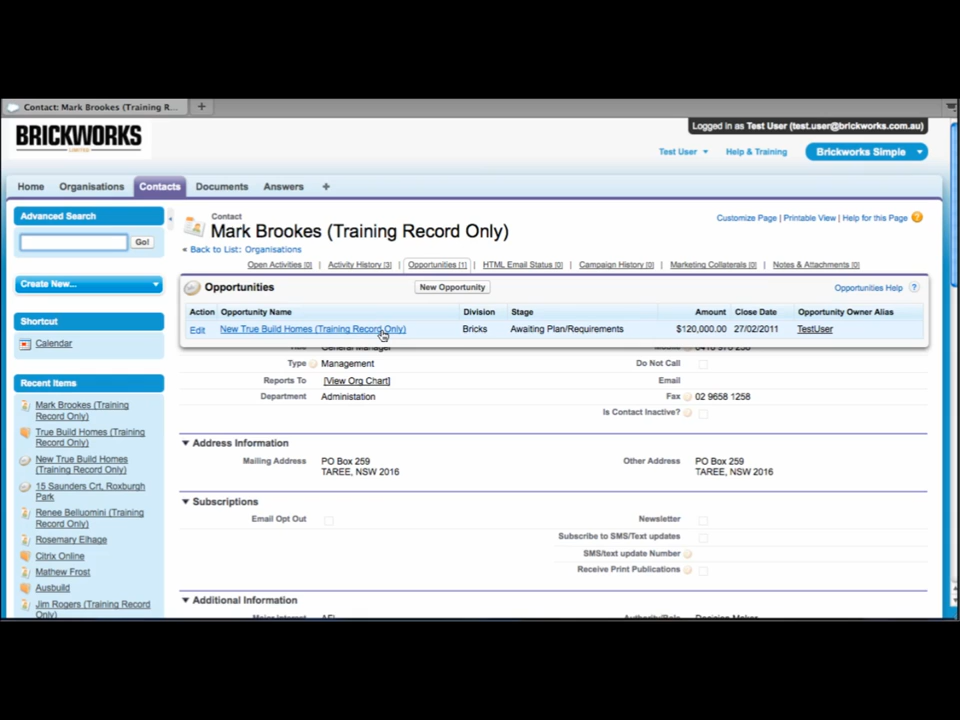 Contact: Mark Brookes (Training R...
BRICKWORKS
LIMITED
Logged in as Test User (test.user@brickworks.com.au)
Test User
Help & Training
Brickworks Simple
Home
Organisations
Contacts
Documents
Answers
+
Advanced Search
Go!
Create New...
Shortcut
Calendar
Recent Items
Mark Brookes (Training
Record Only)
True Build Homes (Training
Record Only)
New True Build Homes
(Training Record Only)
15 Saunders Crt, Roxburgh
Park
Renee Belluomini (Training
Record Only)
Rosemary Elhage
Citrix Online
Mathew Frost
Ausbuild
Jim Rogers (Training Record
Only)
Contact
Mark Brookes (Training Record Only)
« Back to List: Organisations
Customize Page | Printable View | Help for this Page
Open Activities [0] | Activity History [3] | Opportunities [1] | HTML Email Status [0] | Campaign History [0] | Marketing Collaterals [0] | Notes & Attachments [0]
Opportunities
New Opportunity
Opportunities Help ?
Action Opportunity Name Division Stage Amount Close Date Opportunity Owner Alias
Edit New True Build Homes (Training Record Only) Bricks Awaiting Plan/Requirements $120,000.00 27/02/2011 TestUser
General Manager
Type Management Do Not Call
Reports To [View Org Chart] Email
Department Administation Fax 02 9658 1258
Is Contact Inactive?
Address Information
Mailing Address PO Box 259 Other Address PO Box 259
TAREE, NSW 2016 TAREE, NSW 2016
Subscriptions
Email Opt Out Newsletter
Subscribe to SMS/Text updates
SMS/text update Number
Receive Print Publications
Additional Information